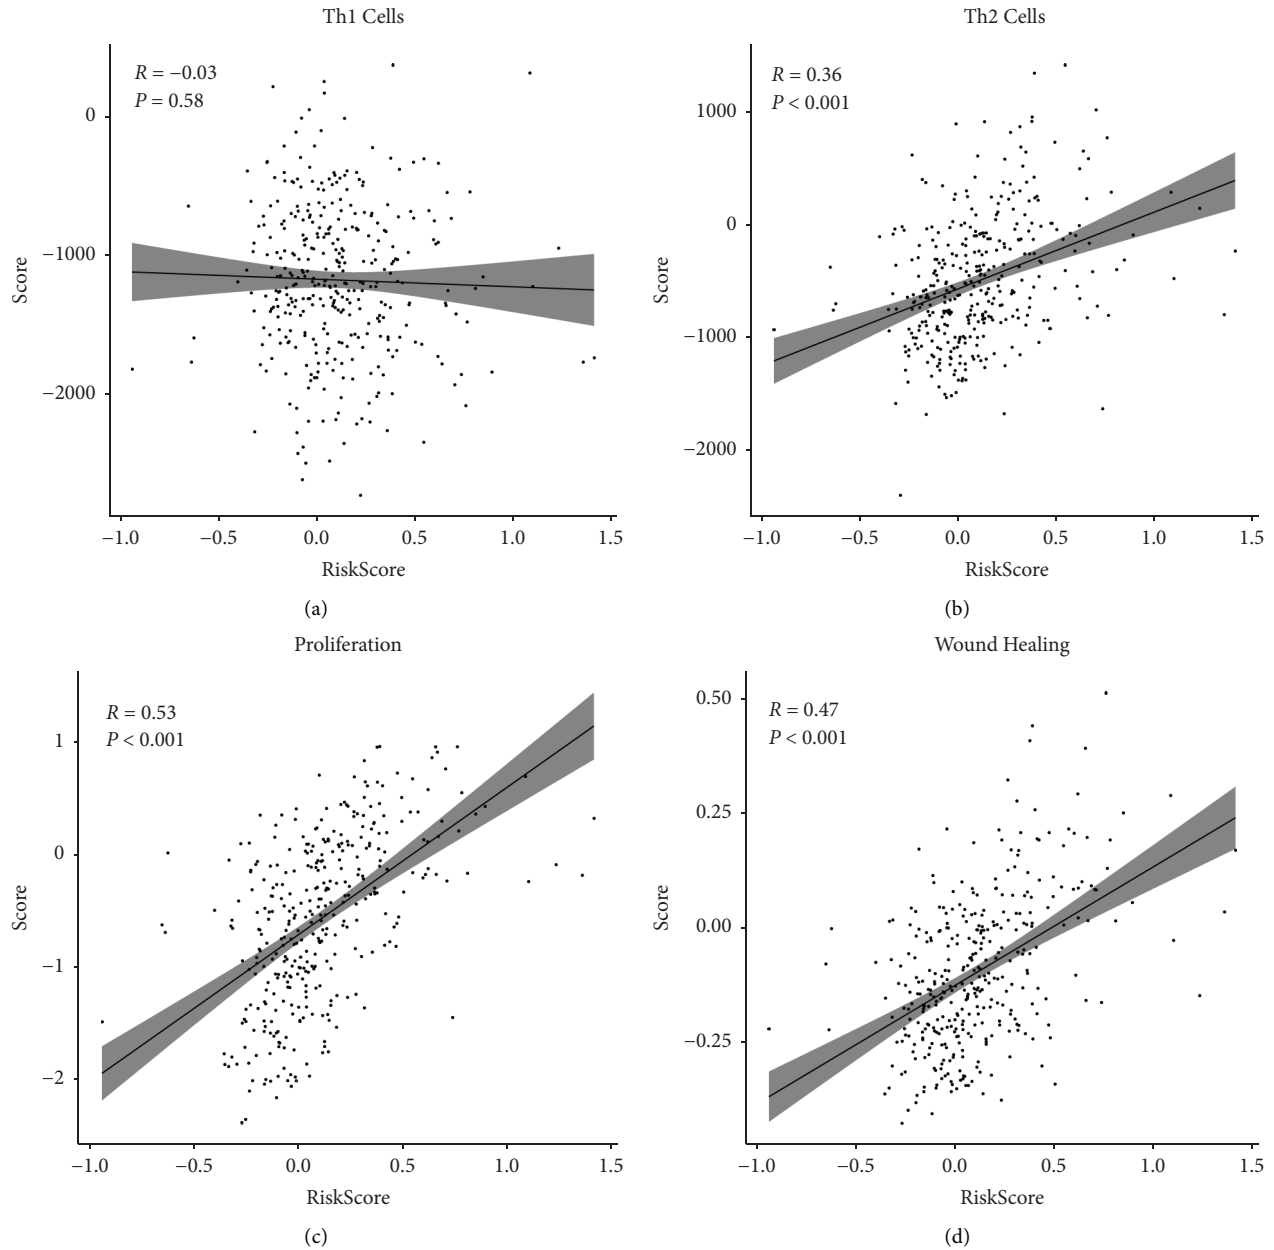 Th1 Cells
R = −0.03
P = 0.58
0
−1000
−2000
Score
−1.0 −0.5 0.0 0.5 1.0 1.5
RiskScore
(a)
Th2 Cells
R = 0.36
P < 0.001
1000
0
−1000
−2000
Score
−1.0 −0.5 0.0 0.5 1.0 1.5
RiskScore
(b)
Proliferation
R = 0.53
P < 0.001
1
0
−1
−2
Score
−1.0 −0.5 0.0 0.5 1.0 1.5
RiskScore
(c)
Wound Healing
R = 0.47
P < 0.001
0.50
0.25
0.00
−0.25
Score
−1.0 −0.5 0.0 0.5 1.0 1.5
RiskScore
(d)